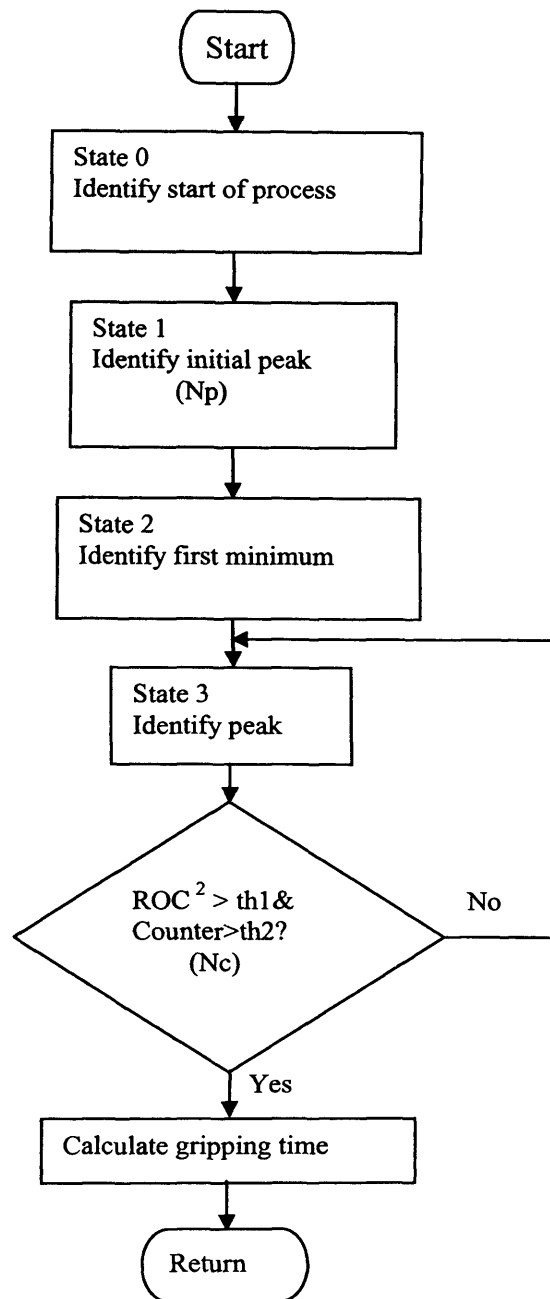 Start
State 0
Identify start of process
State 1
Identify initial peak
(Np)
State 2
Identify first minimum
State 3
Identify peak
ROC ² > th1&
Counter>th2?
(Nc)
No
Yes
Calculate gripping time
Return